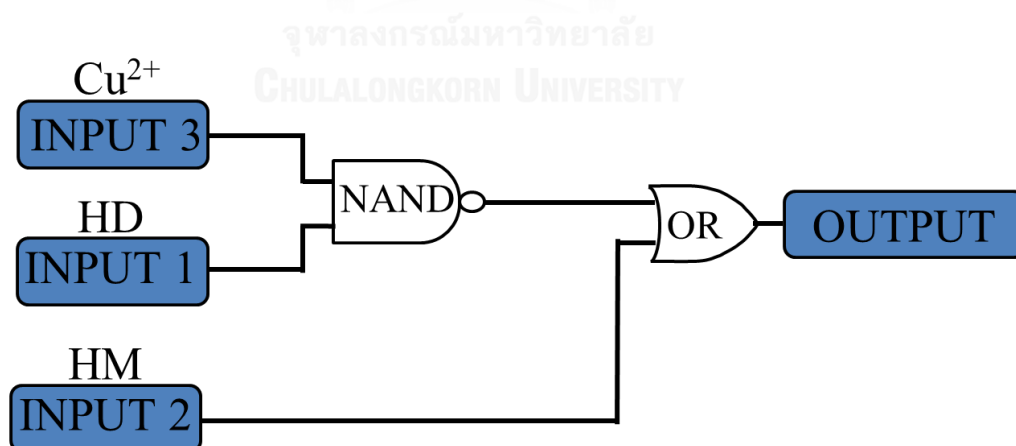 จุฬาลงกรณ์มหาวิทยาลัย
CHULALONGKORN UNIVERSITY
Cu²⁺
INPUT 3
HD
INPUT 1
HM
INPUT 2
NAND
OR
OUTPUT